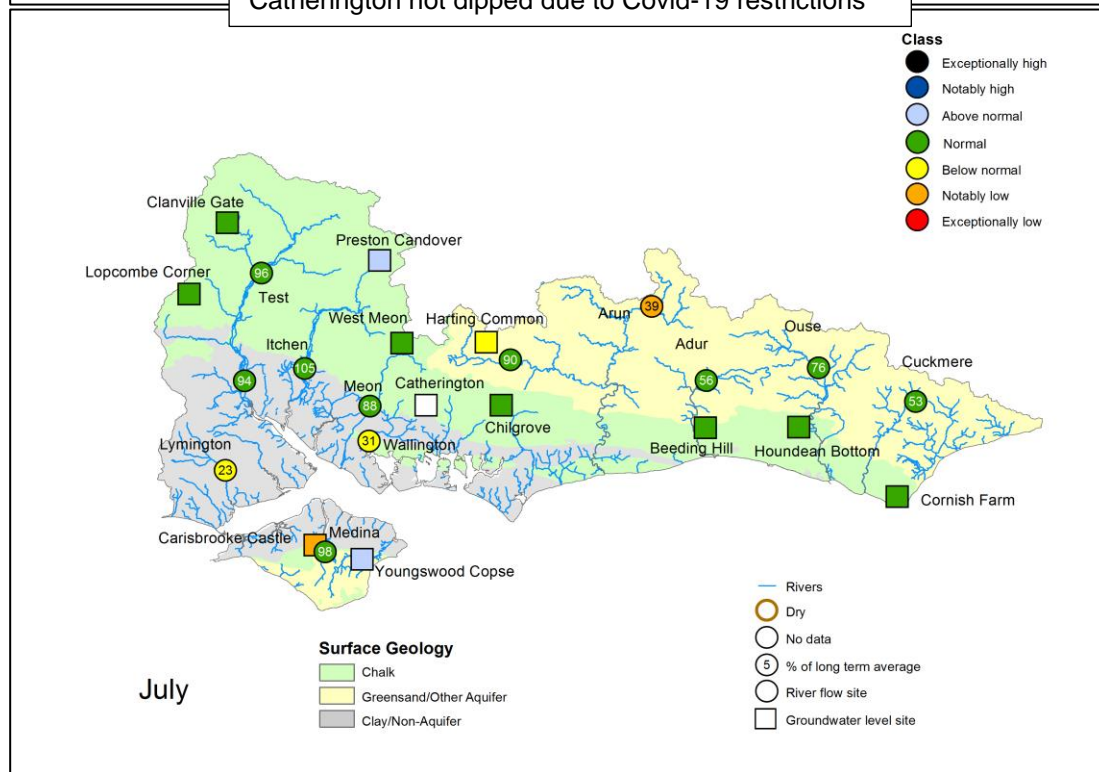 Catherington not dipped due to Covid-19 restrictions
Class
Exceptionally high
Notably high
Above normal
Normal
Below normal
Notably low
Exceptionally low
Clanville Gate
Preston Candover
Lopcombe Corner
96
Test
West Meon
Harting Common
Arun
39
Ouse
Adur
Itchen
105
90
76
Cuckmere
94
Meon
88
Catherington
56
53
Chilgrove
Lymington
31
Wallington
Beeding Hill
Houndean Bottom
23
Cornish Farm
Carisbrooke Castle
Medina
98
Youngswood Copse
Rivers
Dry
No data
5
% of long term average
River flow site
Groundwater level site
Surface Geology
Chalk
Greensand/Other Aquifer
Clay/Non-Aquifer
July